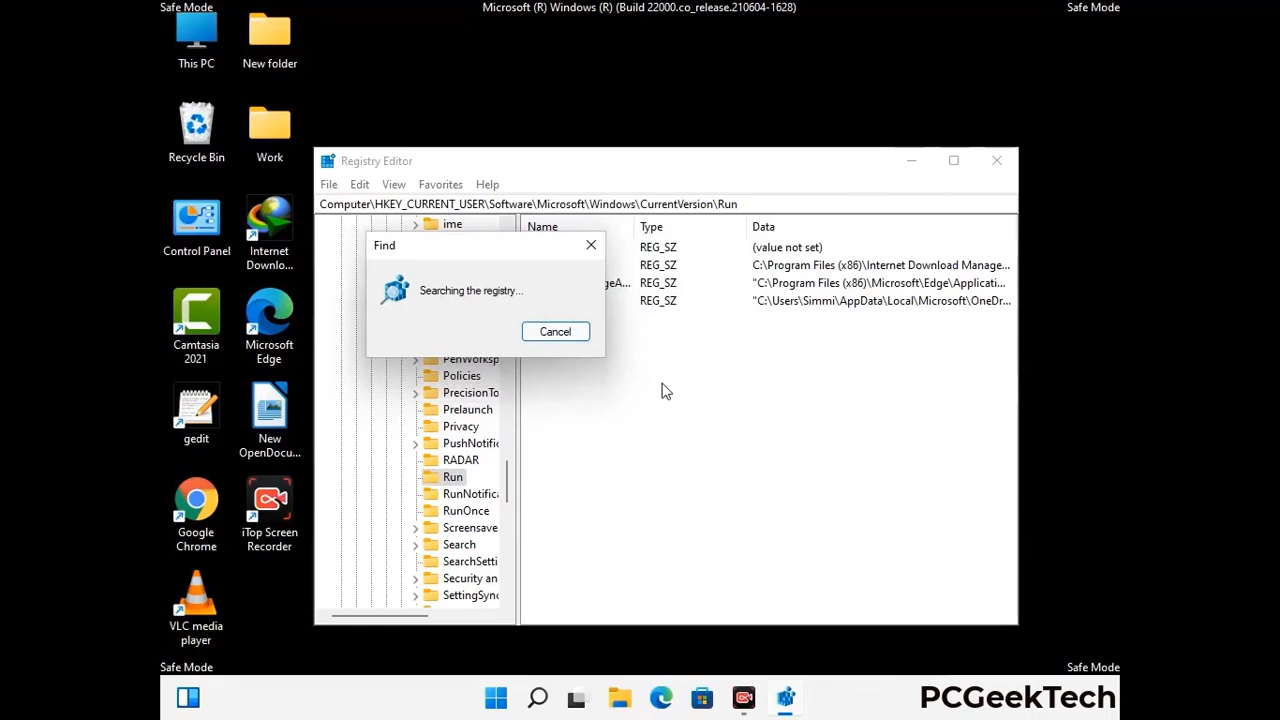 Safe Mode
Microsoft (R) Windows (R) (Build 22000.co_release.210604-1628)
Safe Mode
This PC
New folder
Recycle Bin
Work
Control Panel
Internet
Downlo...
Camtasia
2021
Microsoft
Edge
gedit
New
OpenDocu...
Google
Chrome
iTop Screen
Recorder
VLC media
player
Registry Editor
File Edit View Favorites Help
Computer\HKEY_CURRENT_USER\Software\Microsoft\Windows\CurrentVersion\Run
ime
PenWorksp
Policies
PrecisionTo
Prelaunch
Privacy
PushNotific
RADAR
Run
RunNotifica
RunOnce
Screensave
Search
SearchSetti
Security an
SettingSync
Name Type Data
REG_SZ (value not set)
REG_SZ C:\Program Files (x86)\Internet Download Manage...
geA... REG_SZ "C:\Program Files (x86)\Microsoft\Edge\Applicati...
REG_SZ "C:\Users\Simmi\AppData\Local\Microsoft\OneDr...
Find
Searching the registry...
Cancel
Safe Mode
Safe Mode
PCGeekTech